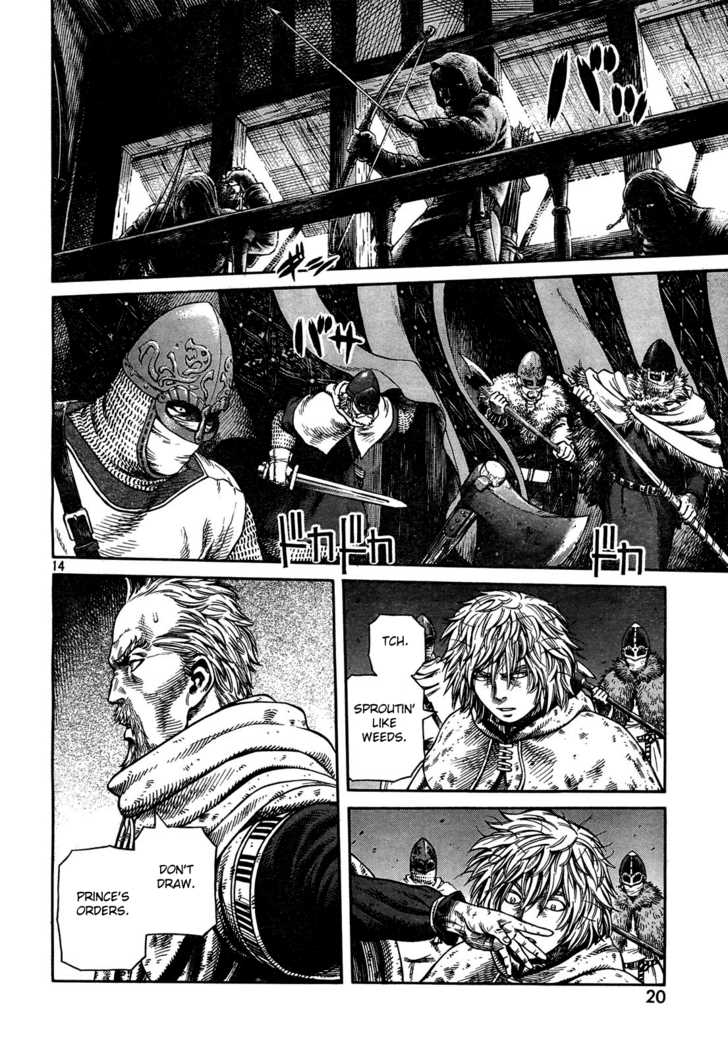 バッ
ギシッ
バサ
ドカドカ
ドカ
14
TCH.
SPROUTIN'
LIKE
WEEDS.
DON'T
DRAW.
PRINCE'S
ORDERS.
20